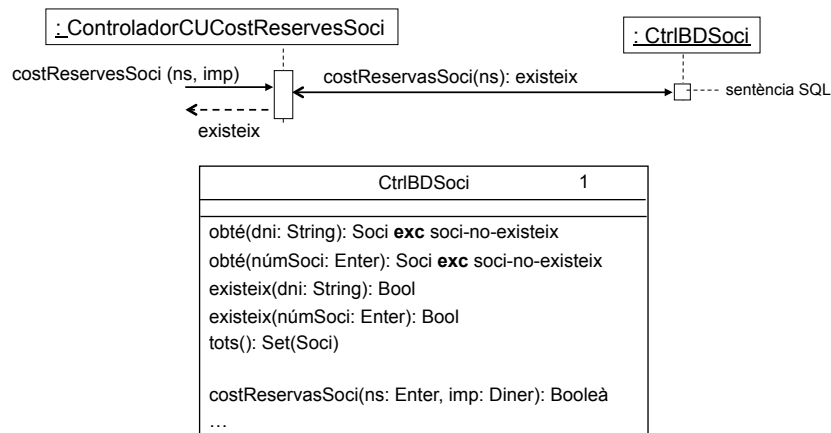 : ControladorCUCostReservesSoci
: CtrlBDSoci
costReservesSoci (ns, imp)
costReservasSoci(ns): existeix
sentència SQL
existeix
CtrlBDSoci 1
obté(dni: String): Soci exc soci-no-existeix
obté(númSoci: Enter): Soci exc soci-no-existeix
existeix(dni: String): Bool
existeix(númSoci: Enter): Bool
tots(): Set(Soci)
costReservasSoci(ns: Enter, imp: Diner): Booleà
…